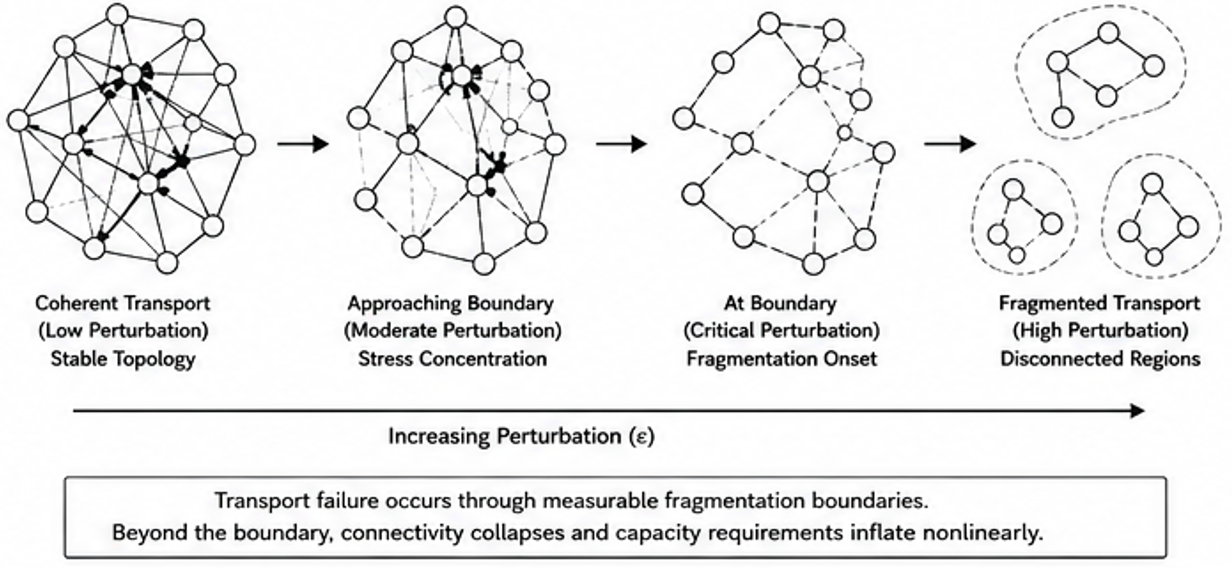 Coherent Transport
(Low Perturbation)
Stable Topology
Approaching Boundary
(Moderate Perturbation)
Stress Concentration
At Boundary
(Critical Perturbation)
Fragmentation Onset
Fragmented Transport
(High Perturbation)
Disconnected Regions
Increasing Perturbation (ε)
Transport failure occurs through measurable fragmentation boundaries.
Beyond the boundary, connectivity collapses and capacity requirements inflate nonlinearly.